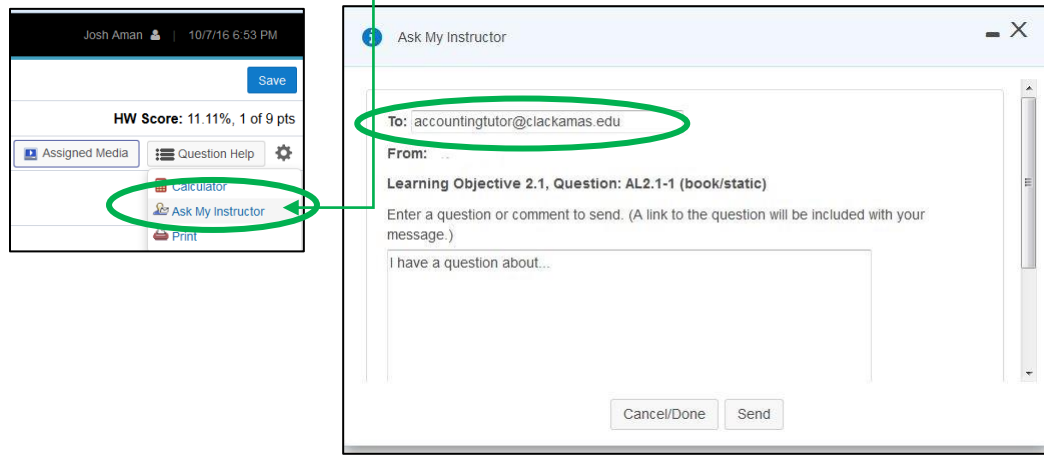 Josh Aman | 10/7/16 6:53 PM
Save
HW Score: 11.11%, 1 of 9 pts
Assigned Media Question Help
Calculator
Ask My Instructor
Print
Ask My Instructor
To: accountingtutor@clackamas.edu
From:
Learning Objective 2.1, Question: AL2.1-1 (book/static)
Enter a question or comment to send. (A link to the question will be included with your
message.)
I have a question about...
Cancel/Done Send